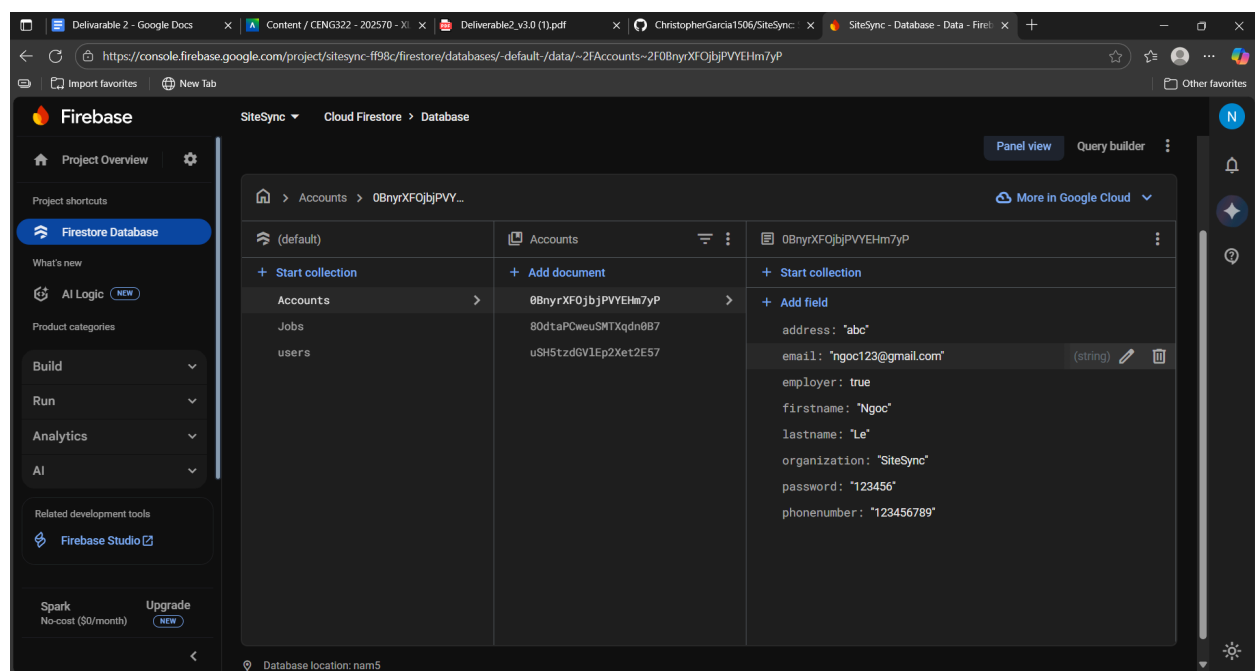 Delivarable 2 - Google Docs
Content / CENG322 - 202570 - XI
Deliverable2_v3.0 (1).pdf
ChristopherGarcia1506/SiteSync:
SiteSync - Database - Data - Fireb
https://console.firebase.google.com/project/sitesync-ff98c/firestore/databases/-default-/data/~2FAccounts~2F0BnyrXFOjbjPVYEHm7yP
Import favorites
New Tab
Other favorites
Firebase
SiteSync
Cloud Firestore > Database
N
Project Overview
Panel view
Query builder
Project shortcuts
Accounts > 0BnyrXFOjbjPVY...
More in Google Cloud
Firestore Database
(default)
Accounts
0BnyrXFOjbjPVYEHm7yP
What's new
+ Start collection
+ Add document
+ Start collection
AI Logic NEW
Accounts
0BnyrXFOjbjPVYEHm7yP
+ Add field
Product categories
Jobs
8OdtaPCweuSMTXqdn0B7
address: "abc"
users
uSH5tzdGVlEp2Xet2E57
email: "ngoc123@gmail.com"
(string)
Build
employer: true
Run
firstname: "Ngoc"
Analytics
lastname: "Le"
AI
organization: "SiteSync"
password: "123456"
Related development tools
phonenumber: "123456789"
Firebase Studio
Spark
Upgrade
No-cost ($0/month)
NEW
Database location: nam5